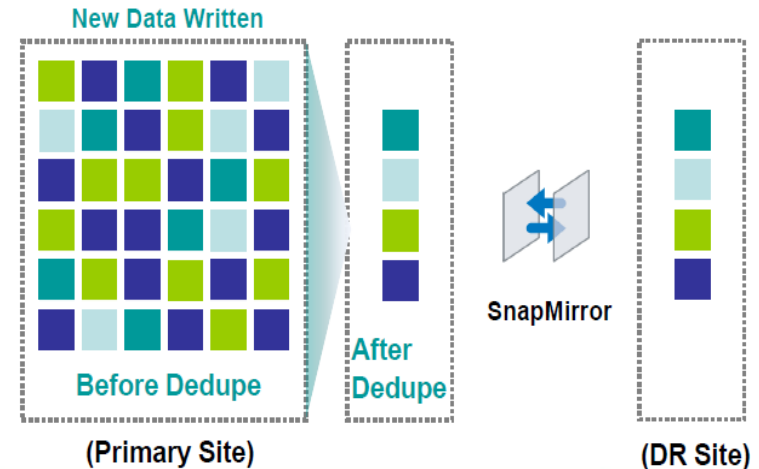 New Data Written
Before Dedupe
After
Dedupe
SnapMirror
(Primary Site)
(DR Site)